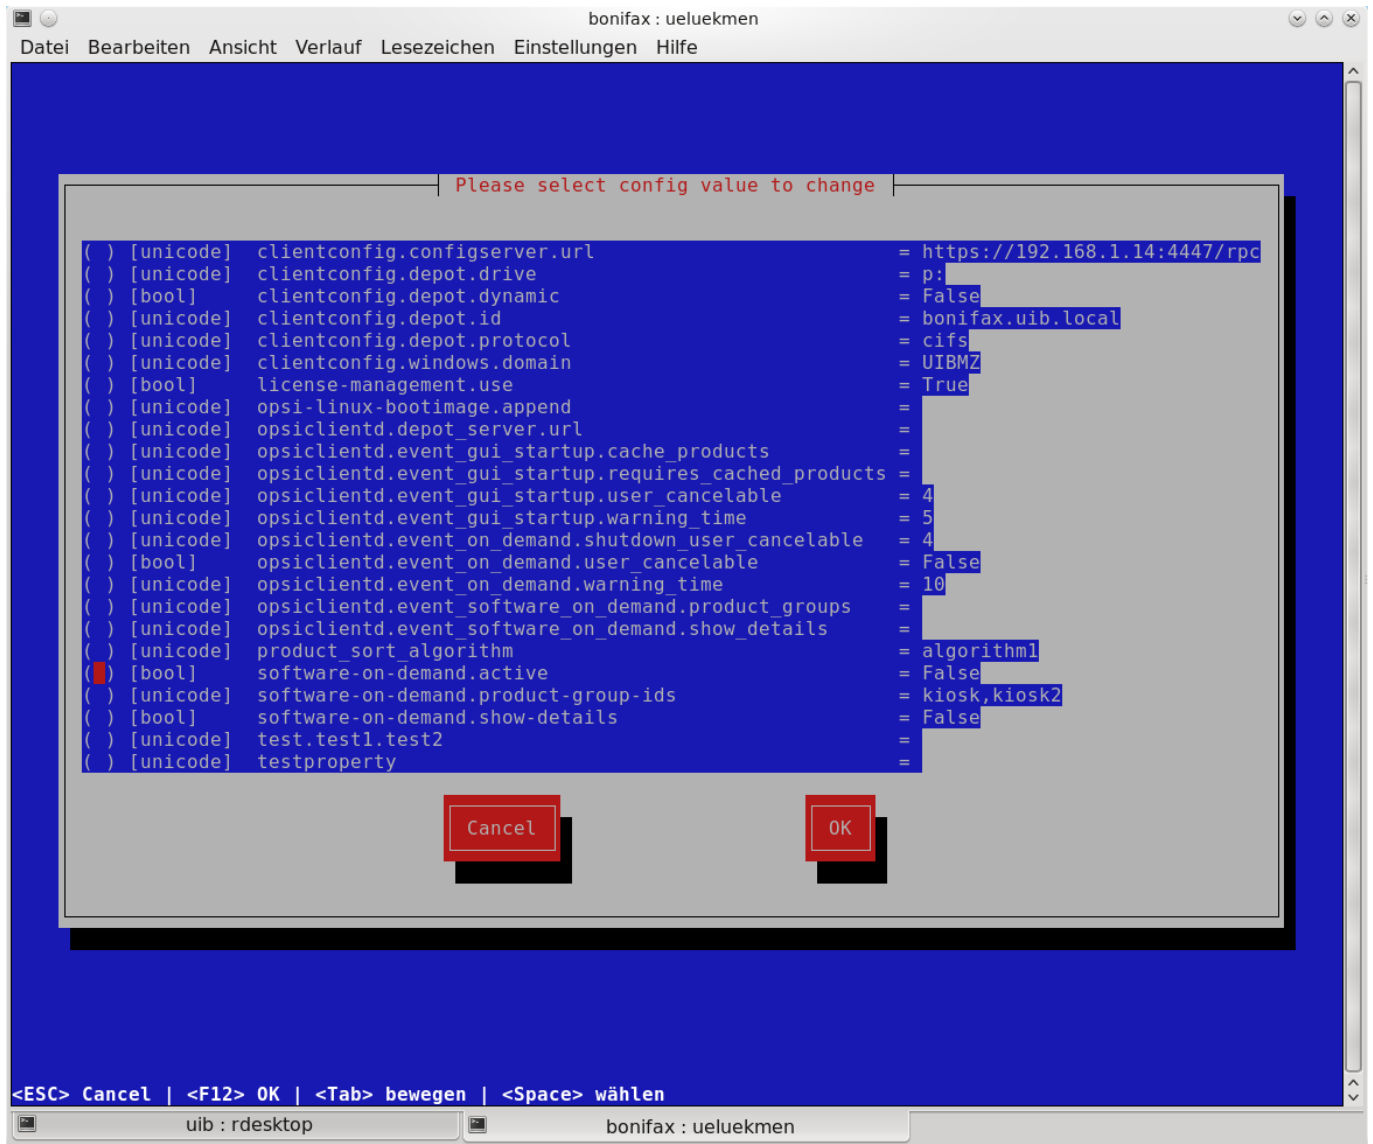 bonifax : ueluekmen
Datei Bearbeiten Ansicht Verlauf Lesezeichen Einstellungen Hilfe
Please select config value to change
( ) [unicode] clientconfig.configserver.url = https://192.168.1.14:4447/rpc
( ) [unicode] clientconfig.depot.drive = p:
( ) [bool] clientconfig.depot.dynamic = False
( ) [unicode] clientconfig.depot.id = bonifax.uib.local
( ) [unicode] clientconfig.depot.protocol = cifs
( ) [unicode] clientconfig.windows.domain = UIBMZ
( ) [bool] license-management.use = True
( ) [unicode] opsi-linux-bootimage.append =
( ) [unicode] opsiclientd.depot_server.url =
( ) [unicode] opsiclientd.event_gui_startup.cache_products =
( ) [unicode] opsiclientd.event_gui_startup.requires_cached_products =
( ) [unicode] opsiclientd.event_gui_startup.user_cancelable = 4
( ) [unicode] opsiclientd.event_gui_startup.warning_time = 5
( ) [unicode] opsiclientd.event_on_demand.shutdown_user_cancelable = 4
( ) [bool] opsiclientd.event_on_demand.user_cancelable = False
( ) [unicode] opsiclientd.event_on_demand.warning_time = 10
( ) [unicode] opsiclientd.event_software_on_demand.product_groups =
( ) [unicode] opsiclientd.event_software_on_demand.show_details =
( ) [unicode] product_sort_algorithm = algorithm1
( ) [bool] software-on-demand.active = False
( ) [unicode] software-on-demand.product-group-ids = kiosk,kiosk2
( ) [bool] software-on-demand.show-details = False
( ) [unicode] test.test1.test2 =
( ) [unicode] testproperty =
Cancel OK
<ESC> Cancel | <F12> OK | <Tab> bewegen | <Space> wählen
uib : rdesktop bonifax : ueluekmen